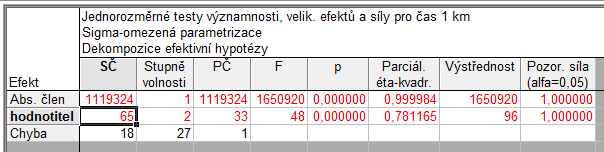 Jednorozměrné testy významnosti, velik. efektů a síly pro čas 1 km
Sigma-omezená parametrizace
Dekompozice efektivní hypotézy
Efekt SČ Stupně volnosti PČ F p Parciál. éta-kvadr. Výstřednost Pozor. síla (alfa=0,05)
Abs. člen 1119324 1 1119324 1650920 0,000000 0,999984 1650920 1,000000
hodnotitel 65 2 33 48 0,000000 0,781165 96 1,000000
Chyba 18 27 1